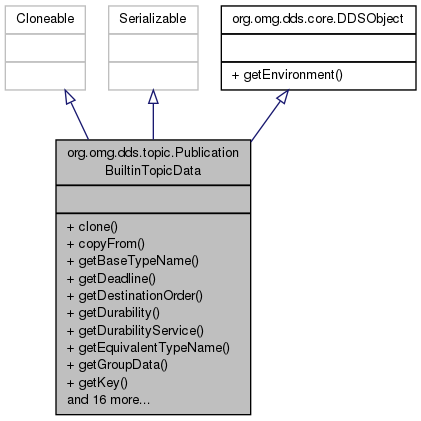 Cloneable
Serializable
org.omg.dds.core.DDSObject
+ getEnvironment()
org.omg.dds.topic.Publication
BuiltinTopicData
+ clone()
+ copyFrom()
+ getBaseTypeName()
+ getDeadline()
+ getDestinationOrder()
+ getDurability()
+ getDurabilityService()
+ getEquivalentTypeName()
+ getGroupData()
+ getKey()
and 16 more...